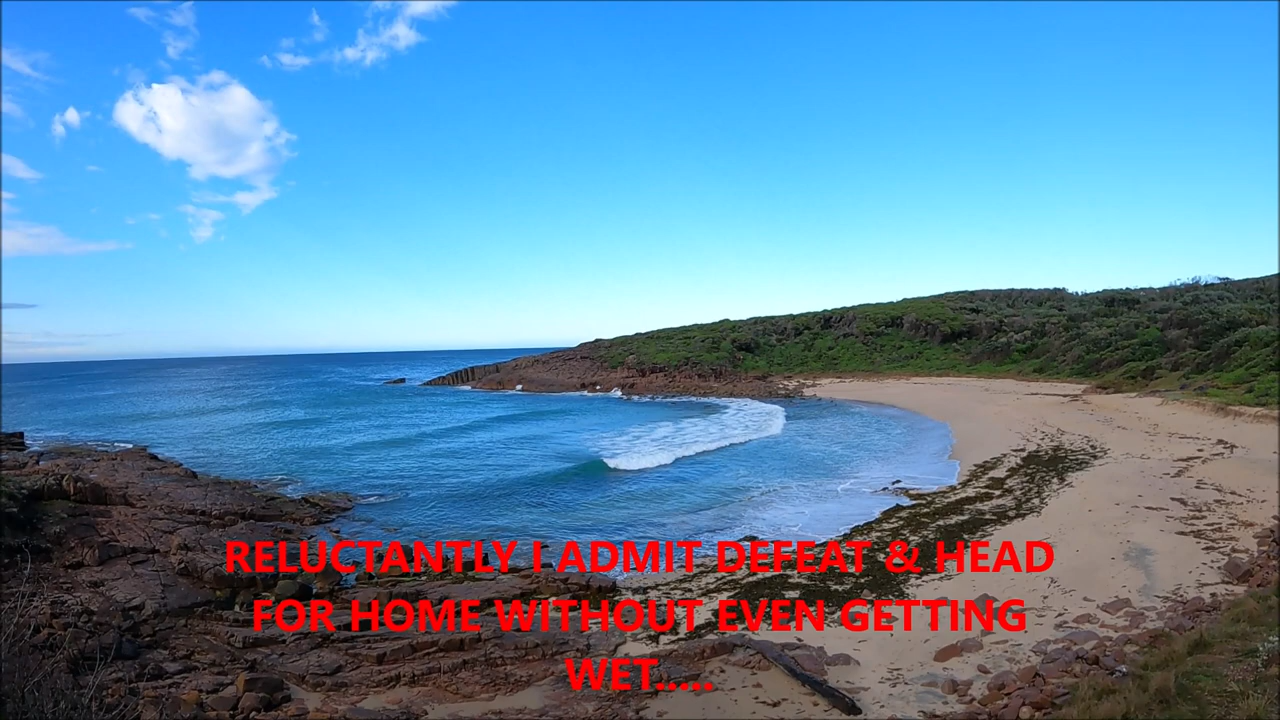 RELUCTANTLY I ADMIT DEFEAT & HEAD
FOR HOME WITHOUT EVEN GETTING
WET.....